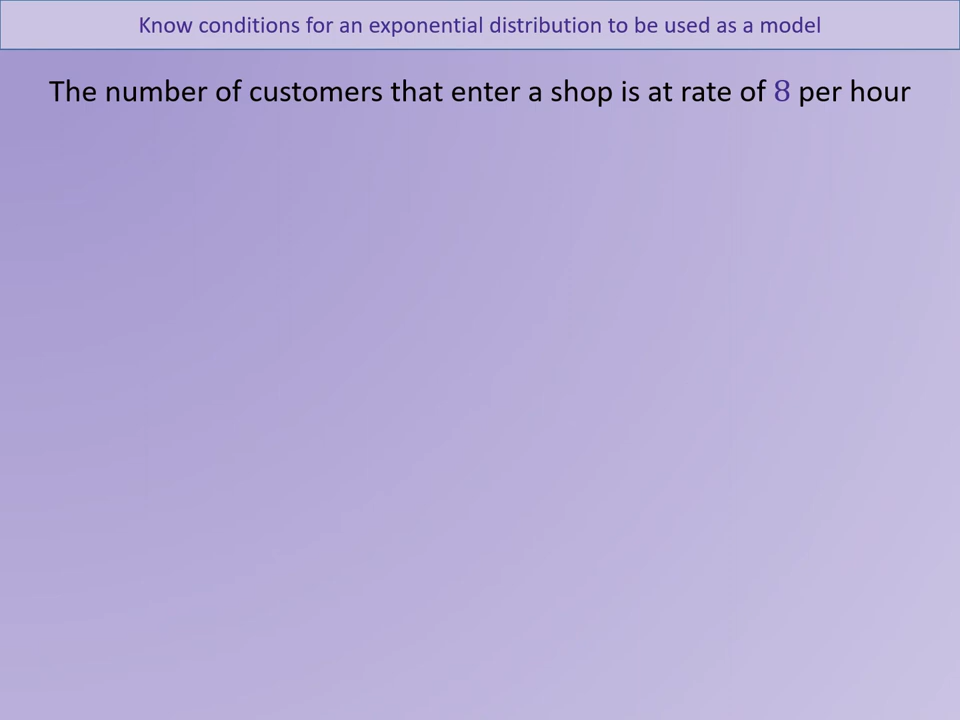 Know conditions for an exponential distribution to be used as a model
The number of customers that enter a shop is at rate of 8 per hour